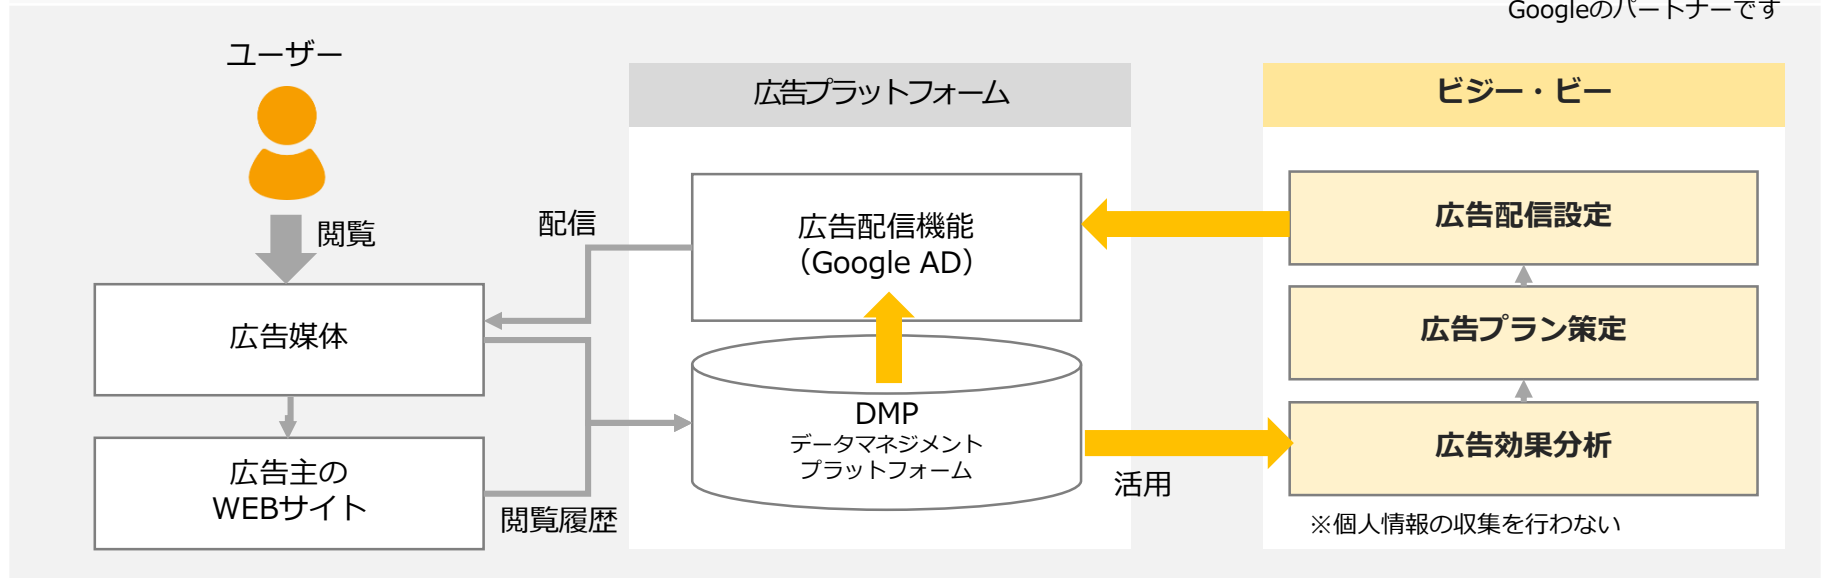 Googleのパートナーです
ユーザー
閲覧
広告媒体
広告主の
WEBサイト
配信
閲覧履歴
広告プラットフォーム
広告配信機能
（Google AD）
DMP
データマネジメント
プラットフォーム
活用
ビジー・ビー
広告配信設定
広告プラン策定
広告効果分析
※個人情報の収集を行わない